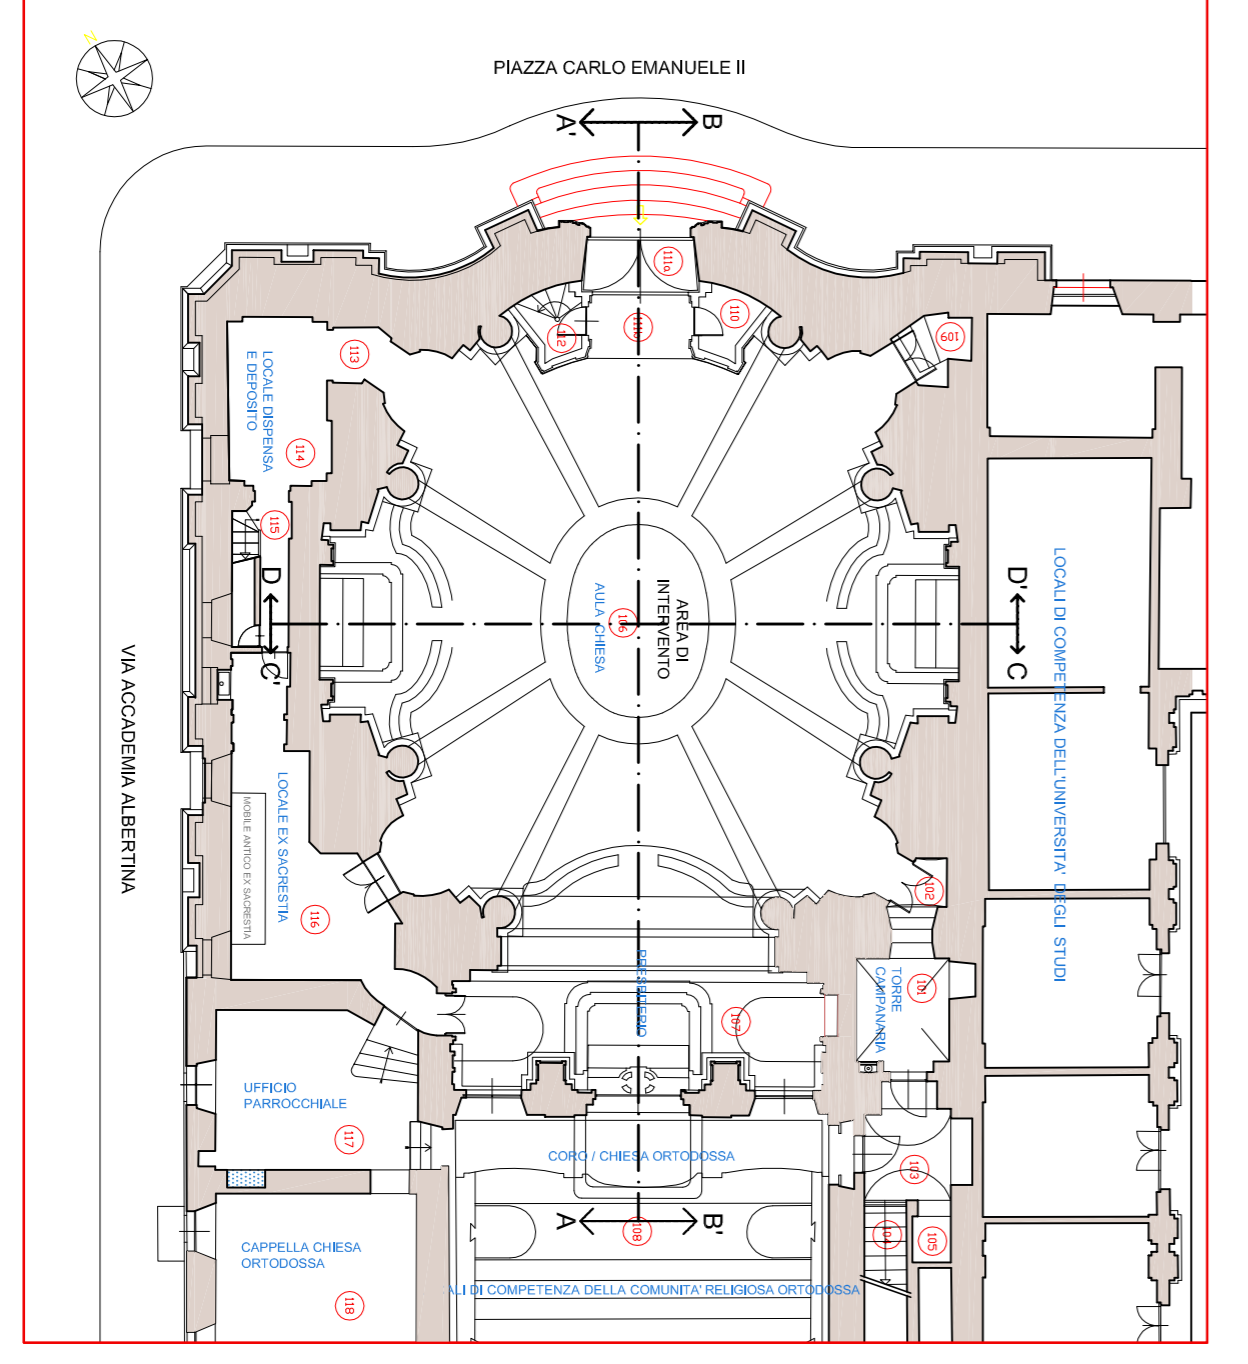 N
PIAZZA CARLO EMANUELE II
A'
B
111a
111b
110
112
109
113
LOCALE DISPENSA
E DEPOSITO
114
115
D
C'
D'
C
AREA DI
INTERVENTO
106
AULA CHIESA
LOCALI DI COMPETENZA DELL'UNIVERSITA' DEGLI STUDI
VIA ACCADEMIA ALBERTINA
LOCALE EX SACRESTIA
MOBILE ANTICO EX SACRESTIA
116
102
101
TORRE
CAMPANARIA
PRESBITERIO
107
UFFICIO
PARROCCHIALE
117
CORO / CHIESA ORTODOSSA
103
A
B'
108
104
105
CAPPELLA CHIESA
ORTODOSSA
118
ALI DI COMPETENZA DELLA COMUNITA' RELIGIOSA ORTODOSSA